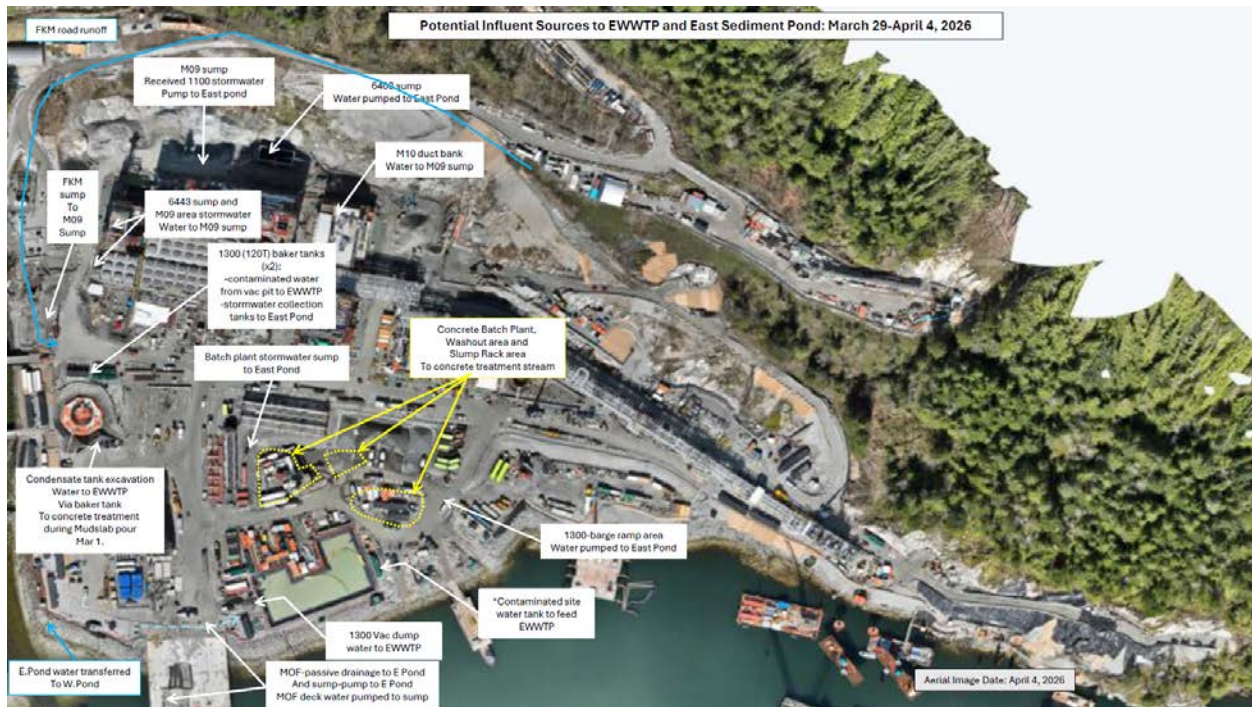 Potential Influent Sources to EWWTP and East Sediment Pond: March 29-April 4, 2026
FKM road runoff
M09 sump
Received 1100 stormwater
Pump to East pond
6403 sump
Water pumped to East Pond
M10 duct bank
Water to M09 sump
FKM
sump
To
M09
Sump
6443 sump and
M09 area stormwater
Water to M09 sump
1300 (120T) baker tanks
(x2):
-contaminated water
from vac pit to EWWTP
-stormwater collection
tanks to East Pond
Concrete Batch Plant,
Washout area and
Slump Rack area
To concrete treatment stream
Batch plant stormwater sump
to East Pond
Condensate tank excavation
Water to EWWTP
Via baker tank
To concrete treatment
during Mudslab pour
Mar 1.
1300-barge ramp area
Water pumped to East Pond
*Contaminated site
water tank to feed
EWWTP
1300 Vac dump
water to EWWTP
E.Pond water transferred
To W.Pond
MOF-passive drainage to E Pond
And sump-pump to E Pond
MOF deck water pumped to sump
Aerial Image Date: April 4, 2026